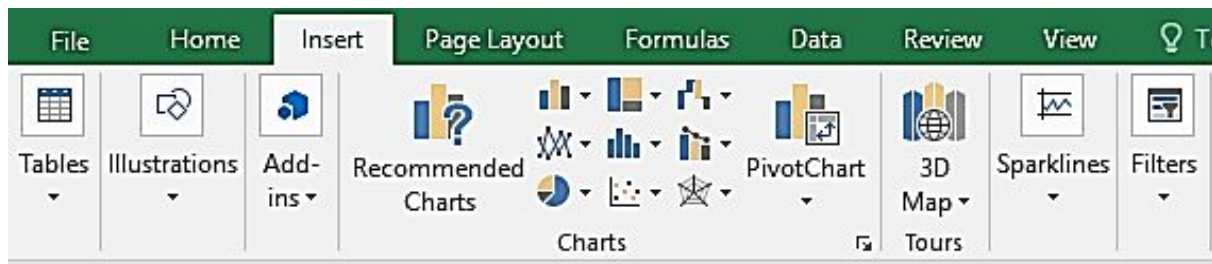 File Home Insert Page Layout Formulas Data Review View
Tables
Illustrations
Add-
ins
Recommended
Charts
PivotChart
3D
Map
Sparklines
Filters
Charts
Tours